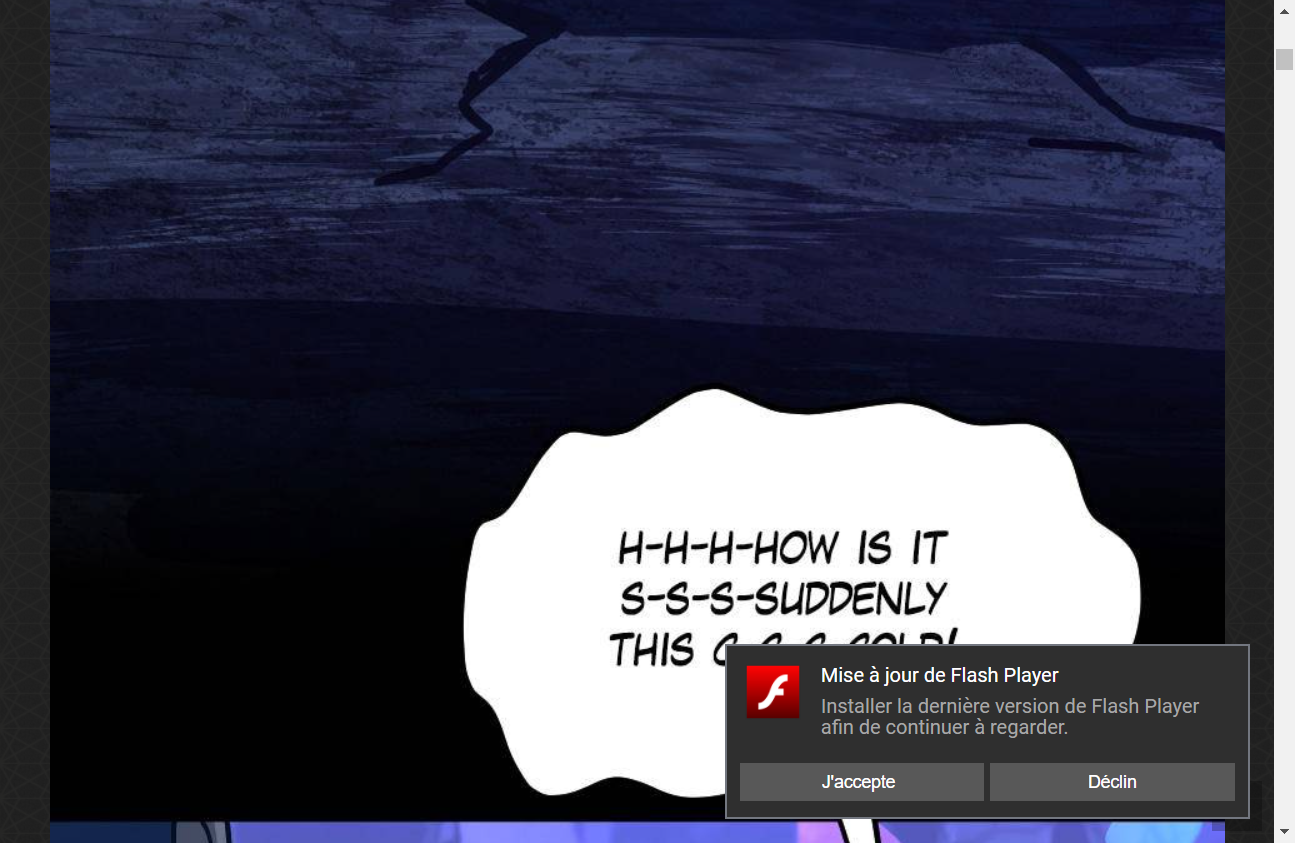 H-H-H-HOW IS IT
S-S-S-SUDDENLY
THIS
Mise à jour de Flash Player
Installer la dernière version de Flash Player
afin de continuer à regarder.
J'accepte
Déclin